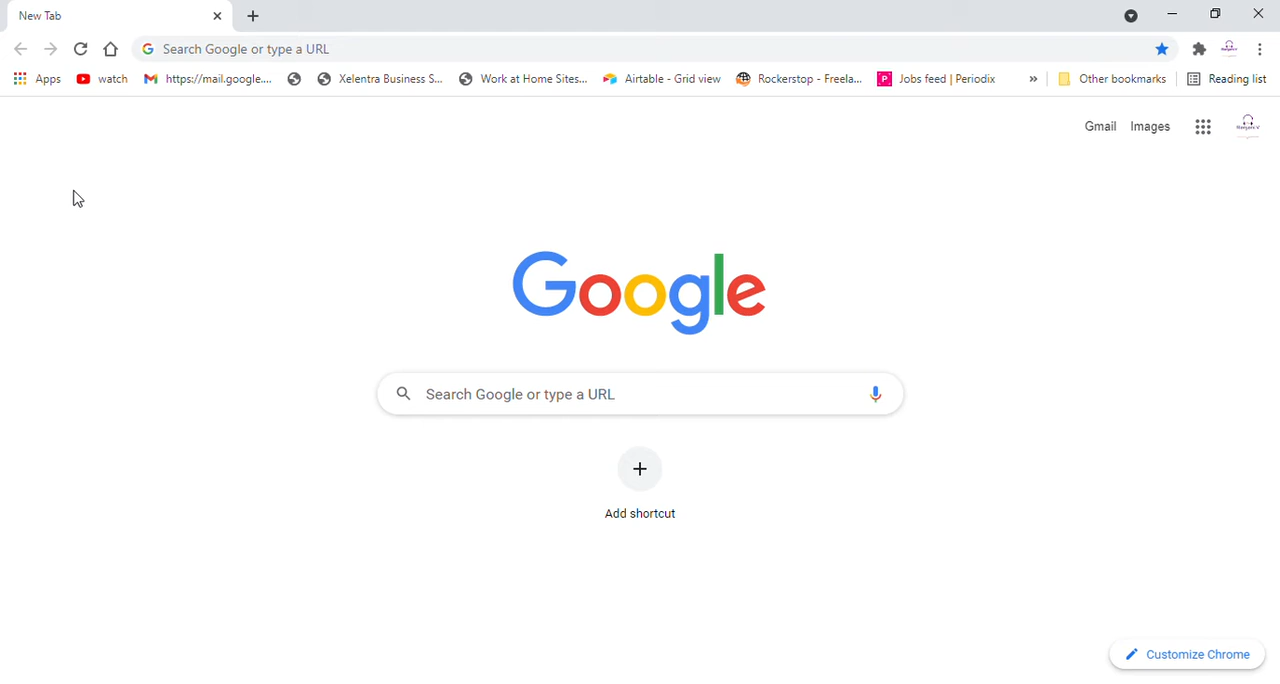 New Tab
Search Google or type a URL
Apps watch https://mail.google.... Xelentra Business S... Work at Home Sites... Airtable - Grid view Rockerstop - Freela... P Jobs feed | Periodix » Other bookmarks Reading list
Gmail Images
Google
Search Google or type a URL
Add shortcut
Customize Chrome